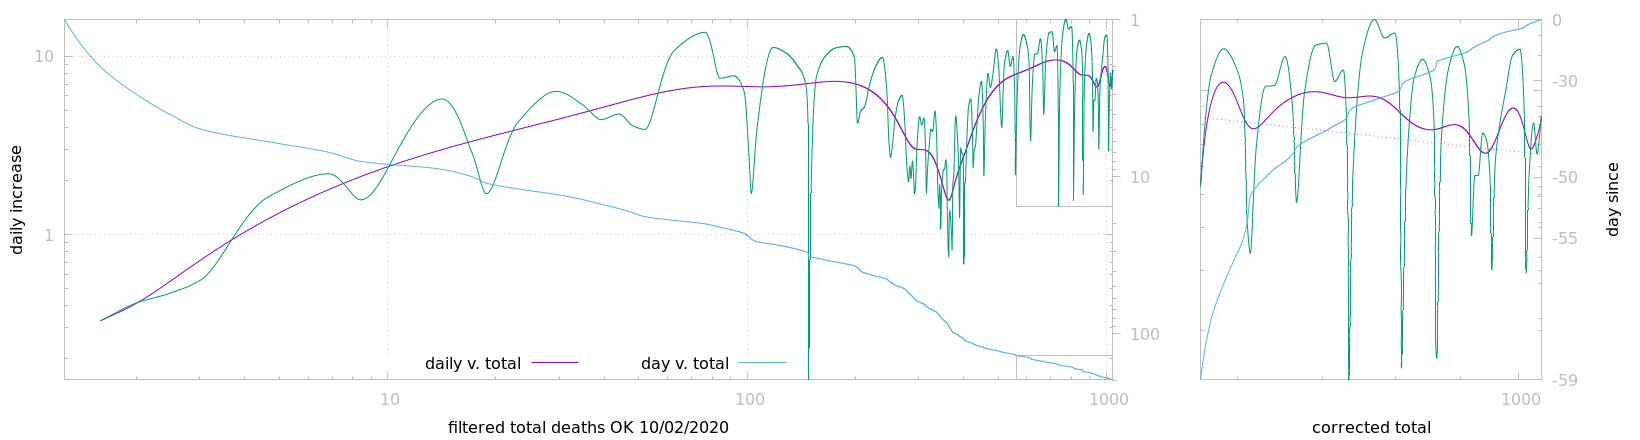 10
1
daily increase
daily v. total
day v. total
10
100
1000
filtered total deaths OK 10/02/2020
1
10
100
0
-30
-50
-55
-59
day since
1000
corrected total